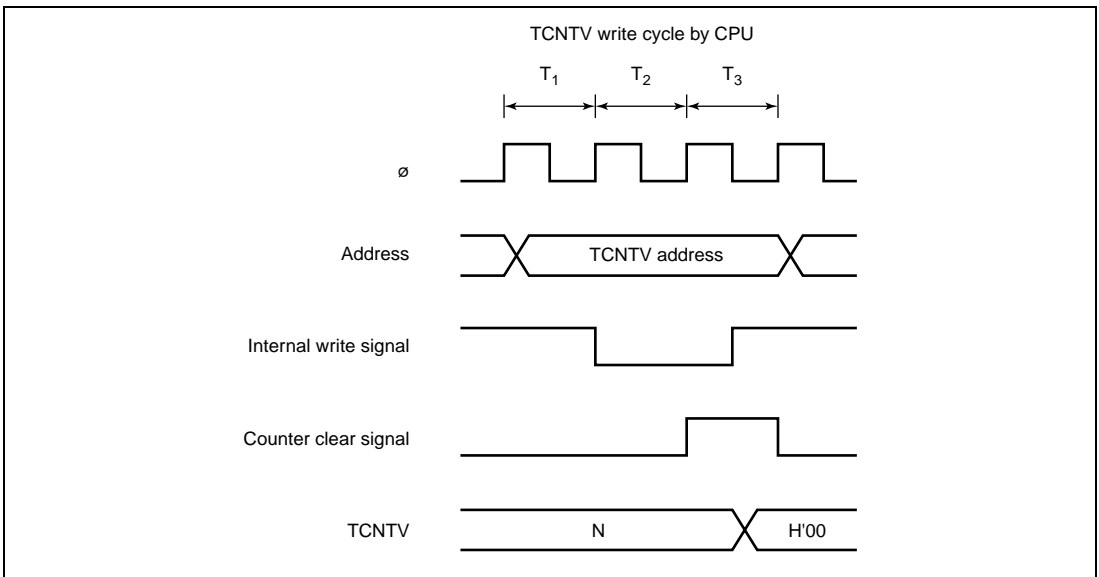 TCNTV write cycle by CPU
T1 T2 T3
ø
Address TCNTV address
Internal write signal
Counter clear signal
TCNTV N H'00